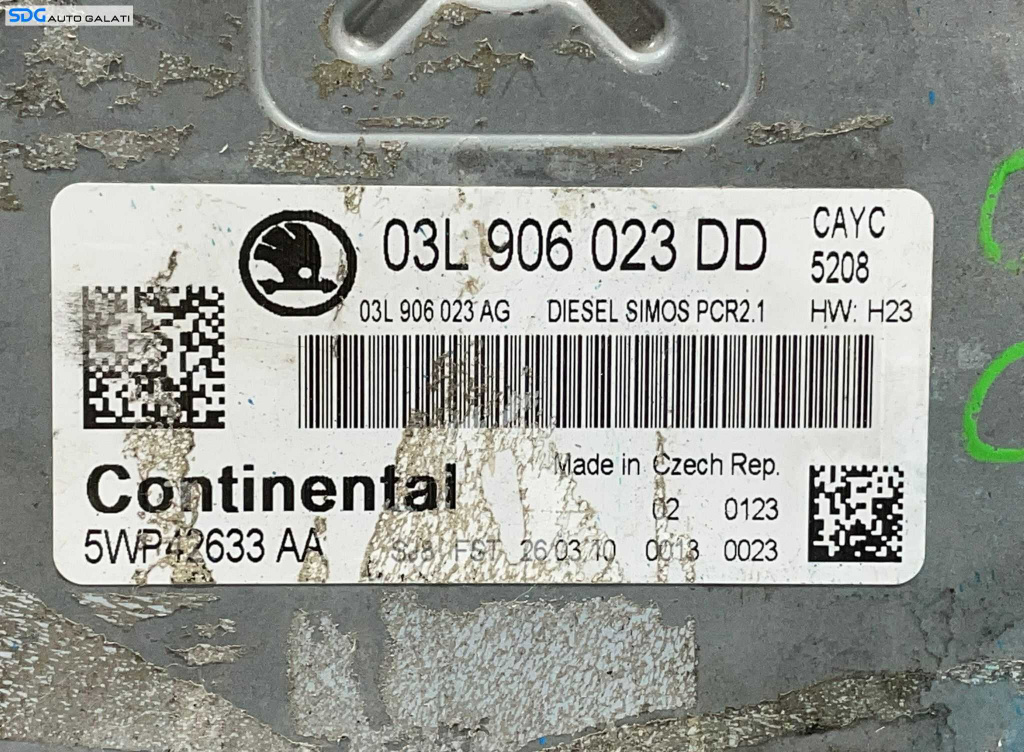 SDG AUTO GALATI
03L 906 023 DD
CAYC
5208
03L 906 023 AG DIESEL SIMOS PCR2.1 HW: H23
Continental
Made in Czech Rep.
02 0123
5WP42633 AA
FST 26.03.10 0013 0023